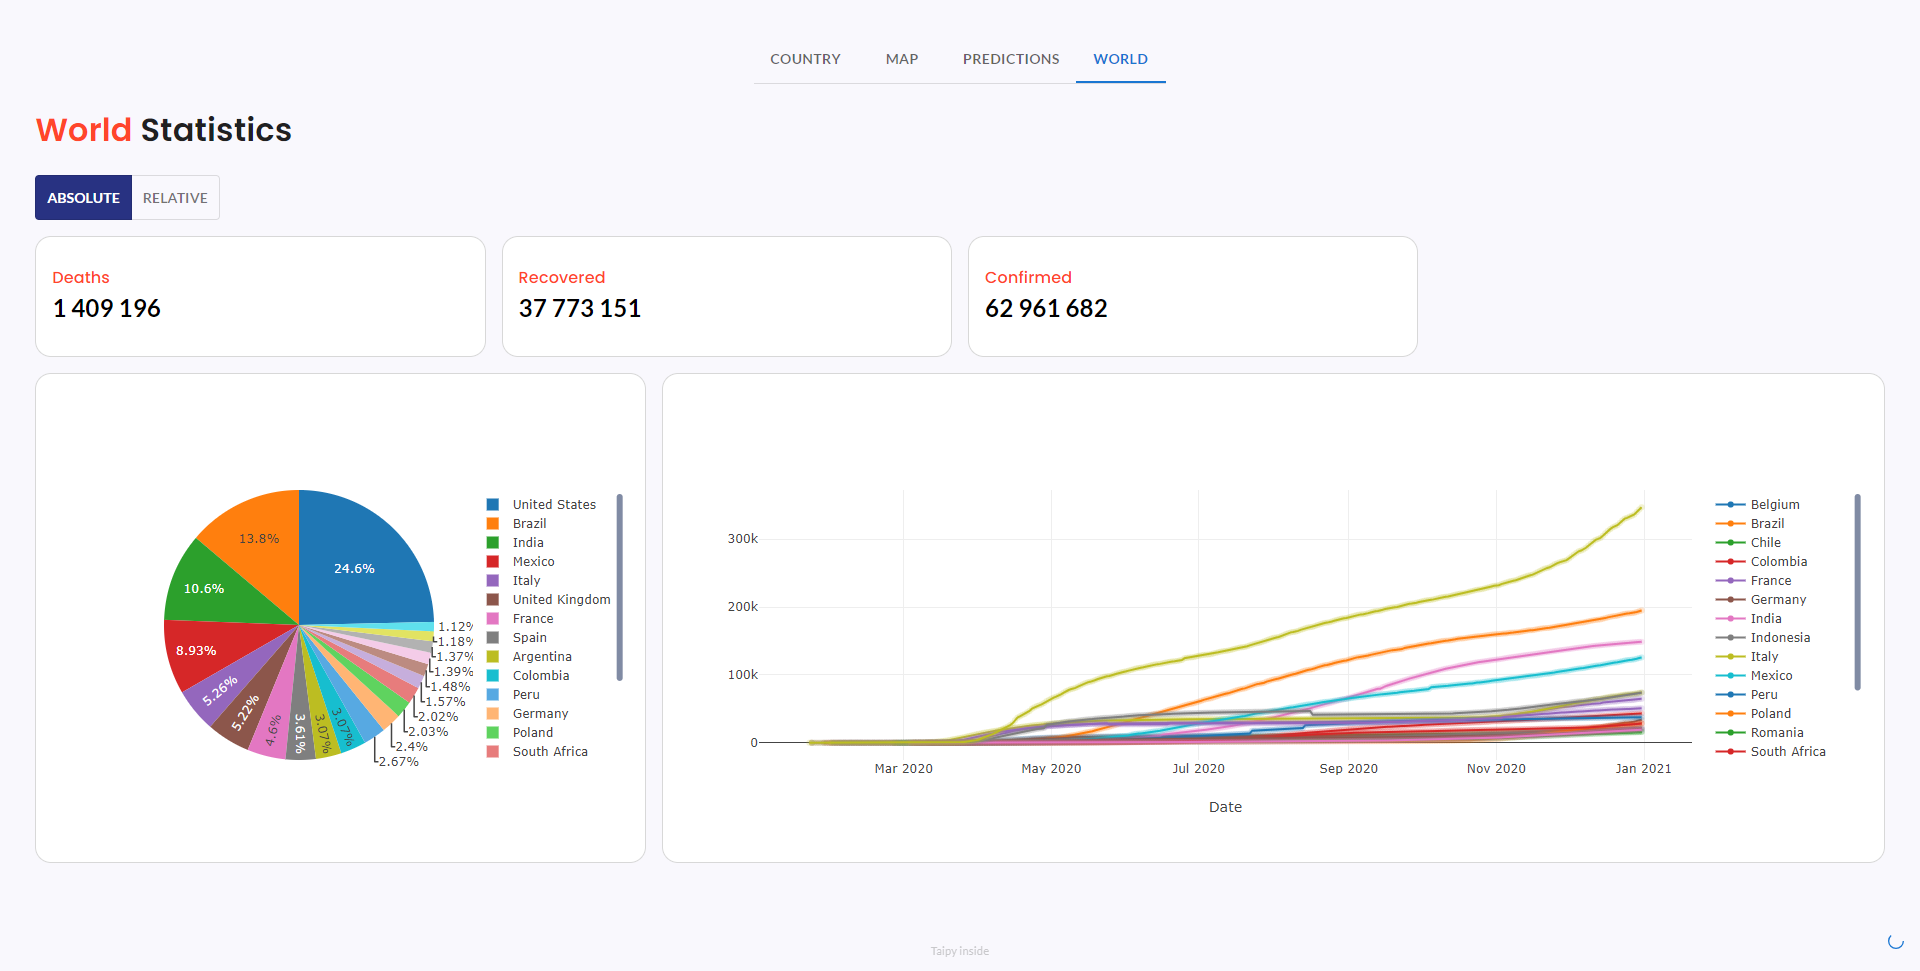 COUNTRY MAP PREDICTIONS WORLD
World Statistics
ABSOLUTE RELATIVE
Deaths
1 409 196
Recovered
37 773 151
Confirmed
62 961 682
24.6%
13.8%
10.6%
8.93%
5.26%
5.22%
4.6%
3.61%
3.07%
3.07%
2.67%
2.4%
2.03%
2.02%
1.57%
1.48%
1.39%
1.37%
1.18%
1.12%
United States
Brazil
India
Mexico
Italy
United Kingdom
France
Spain
Argentina
Colombia
Peru
Germany
Poland
South Africa
300k
200k
100k
0
Mar 2020 May 2020 Jul 2020 Sep 2020 Nov 2020 Jan 2021
Date
Belgium
Brazil
Chile
Colombia
France
Germany
India
Indonesia
Italy
Mexico
Peru
Poland
Romania
South Africa
Taipy inside